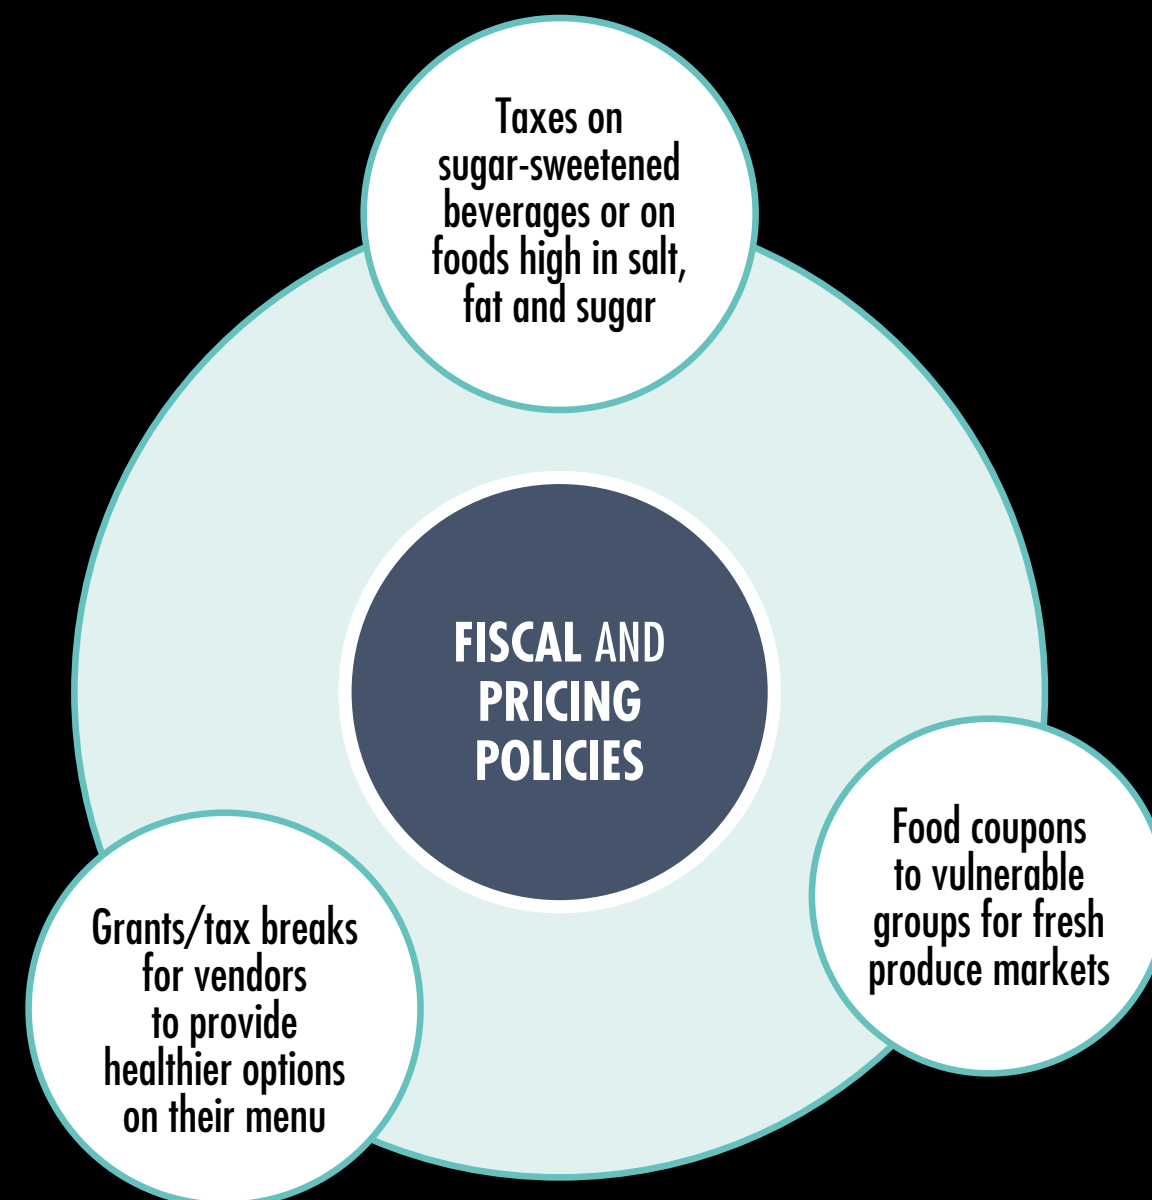 Taxes on
sugar-sweetened
beverages or on
foods high in salt,
fat and sugar
FISCAL AND
PRICING
POLICIES
Food coupons
to vulnerable
groups for fresh
produce markets
Grants/tax breaks
for vendors
to provide
healthier options
on their menu